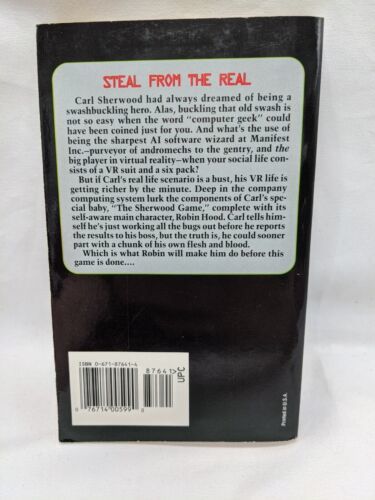 STEAL FROM THE REAL
Carl Sherwood had always dreamed of being a
swashbuckling hero. Alas, buckling that old swash is
not so easy when the word "computer geek" could
have been coined just for you. And what's the use of
being the sharpest AI software wizard at Manifest
Inc.—purveyor of andromechs to the gentry, and the
big player in virtual reality—when your social life con-
sists of a VR suit and a six pack?
But if Carl's real life scenario is a bust, his VR life is
getting richer by the minute. Deep in the company
computing system lurk the components of Carl's spe-
cial baby, "The Sherwood Game," complete with its
self-aware main character, Robin Hood. Carl tells him-
self he's just working all the bugs out before he reports
the results to his boss, but the truth is, he could sooner
part with a chunk of his own flesh and blood.
Which is what Robin will make him do before this
game is done....
ISBN 0-671-87641-4
87641>
UPC
0 76714 00599 8
Printed in U.S.A.